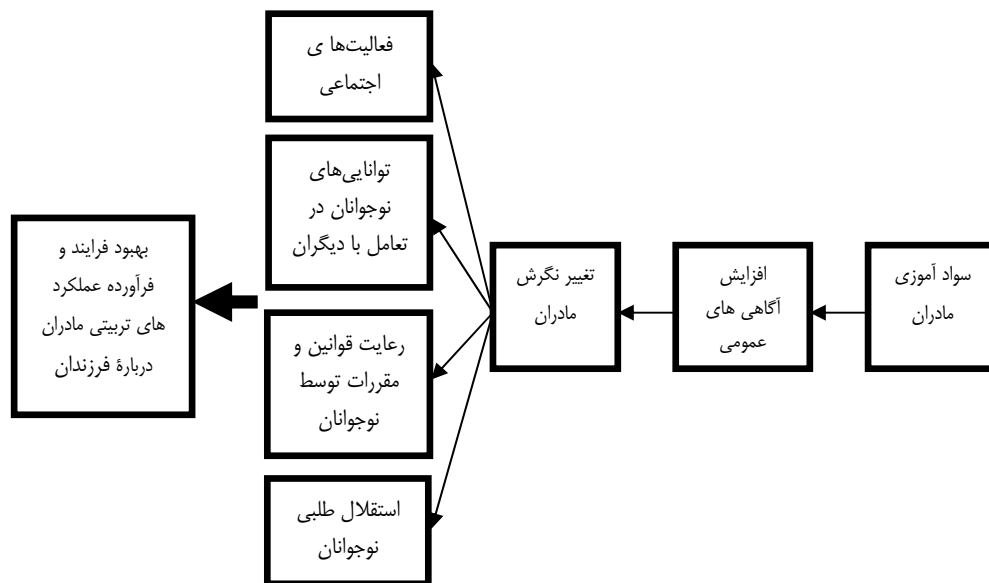 سواد آموزی
مادران
افزایش
آگاهی های
عمومی
تغییر نگرش
مادران
فعالیت‌ها ی
اجتماعی
توانایی‌های
نوجوانان در
تعامل با دیگران
رعایت قوانین و
مقررات توسط
نوجوانان
استقلال طلبی
نوجوانان
بهبود فرایند و
فرآورده عملکرد
های تربیتی مادران
دربارۀ فرزندان